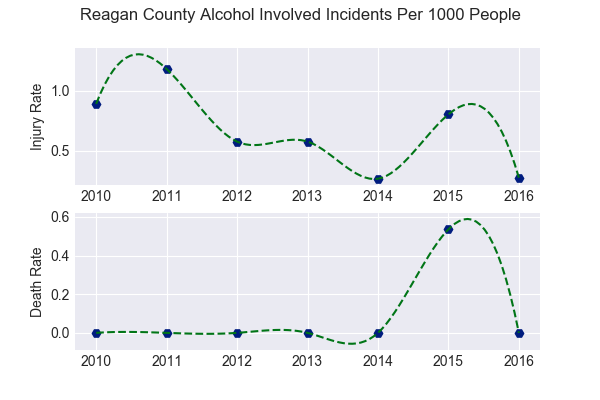 Reagan County Alcohol Involved Incidents Per 1000 People
Injury Rate
1.0
0.5
2010 2011 2012 2013 2014 2015 2016
Death Rate
0.6
0.4
0.2
0.0
2010 2011 2012 2013 2014 2015 2016